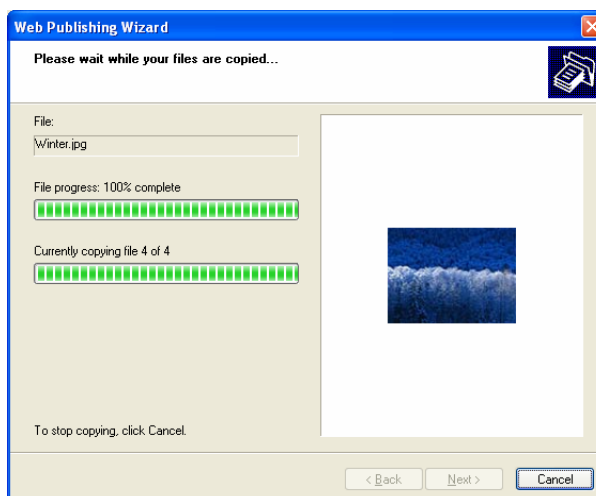 Web Publishing Wizard
Please wait while your files are copied...
File:
Winter.jpg
File progress: 100% complete
Currently copying file 4 of 4
To stop copying, click Cancel.
< Back
Next >
Cancel